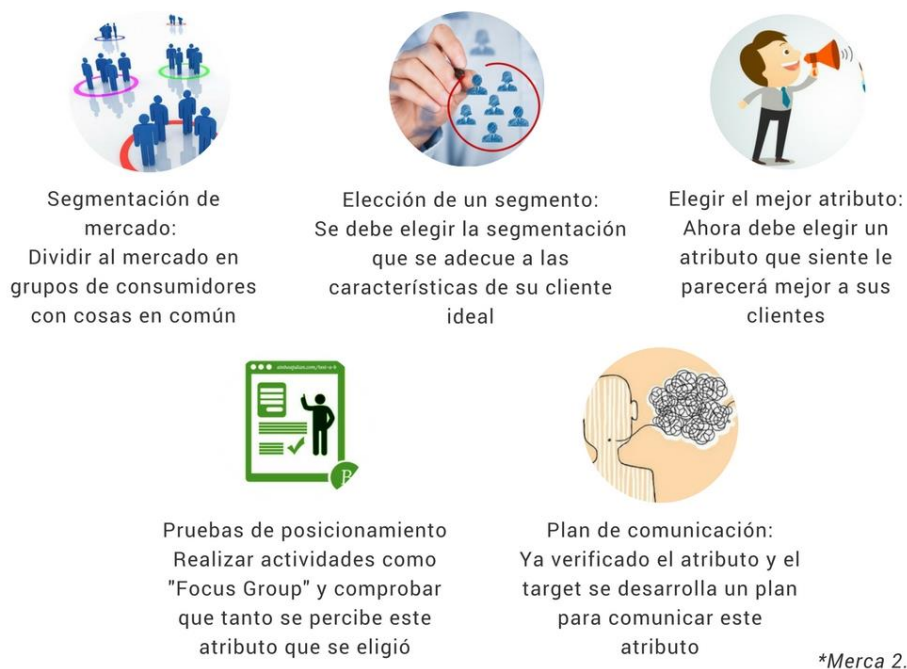 Segmentación de
mercado:
Dividir al mercado en
grupos de consumidores
con cosas en común
Elección de un segmento:
Se debe elegir la segmentación
que se adecue a las
características de su cliente
ideal
Elegir el mejor atributo:
Ahora debe elegir un
atributo que siente le
parecerá mejor a sus
clientes
Pruebas de posicionamiento
Realizar actividades como
"Focus Group" y comprobar
que tanto se percibe este
atributo que se eligió
Plan de comunicación:
Ya verificado el atributo y el
target se desarrolla un plan
para comunicar este
atributo
*Merca 2.